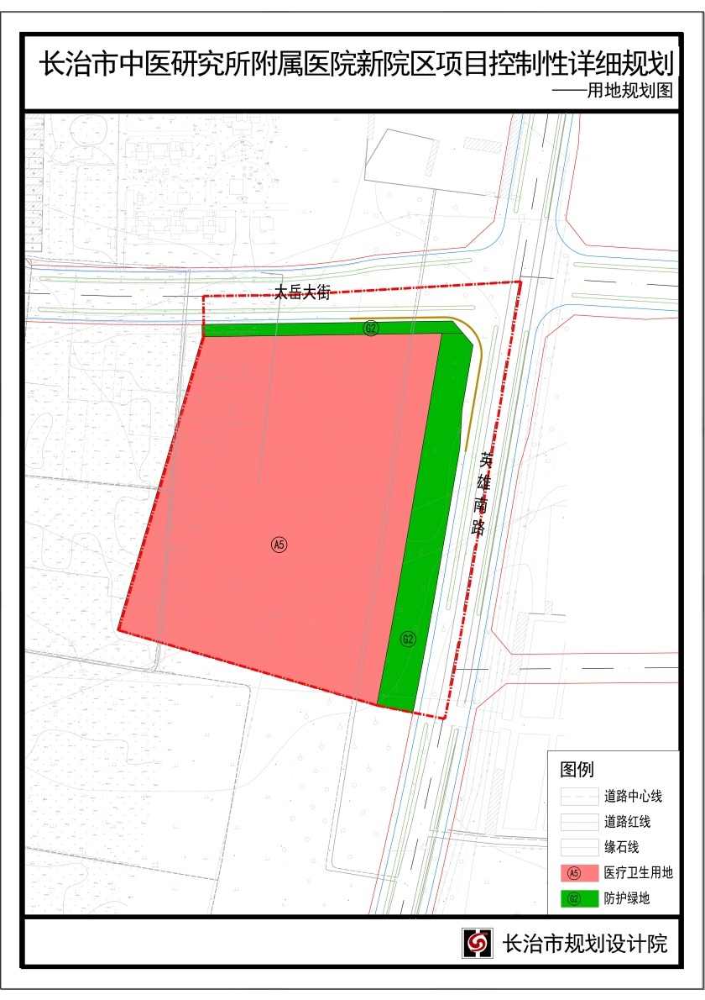 长治市中医研究所附属医院新院区项目控制性详细规划
——用地规划图
太岳大街
G2
英雄南路
A5
G2
图例
道路中心线
道路红线
缘石线
A5 医疗卫生用地
G2 防护绿地
长治市规划设计院